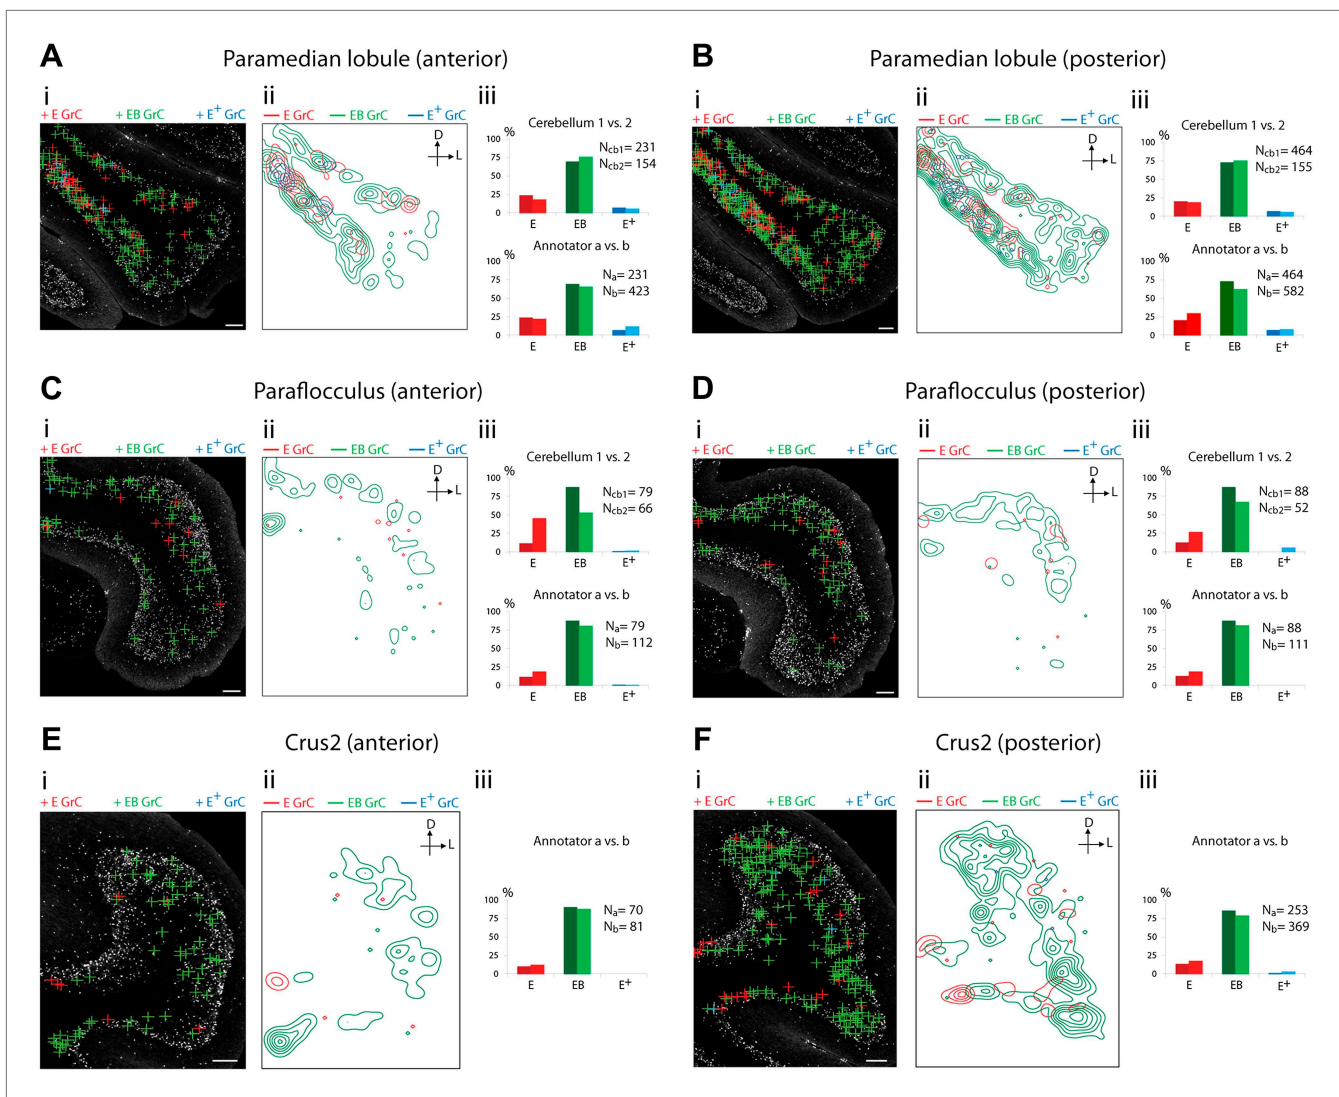 A
Paramedian lobule (anterior)
i
+ E GrC + EB GrC + E+ GrC
ii
E GrC EB GrC E+ GrC
D
L
iii
Cerebellum 1 vs. 2
%
100
75
50
25
0
Ncb1= 231
Ncb2= 154
E EB E+
Annotator a vs. b
%
100
75
50
25
0
Na= 231
Nb= 423
E EB E+
B
Paramedian lobule (posterior)
i
+ E GrC + EB GrC + E+ GrC
ii
E GrC EB GrC E+ GrC
D
L
iii
Cerebellum 1 vs. 2
%
100
75
50
25
0
Ncb1= 464
Ncb2= 155
E EB E+
Annotator a vs. b
%
100
75
50
25
0
Na= 464
Nb= 582
E EB E+
C
Paraflocculus (anterior)
i
+ E GrC + EB GrC + E+ GrC
ii
E GrC EB GrC E+ GrC
D
L
iii
Cerebellum 1 vs. 2
%
100
75
50
25
0
Ncb1= 79
Ncb2= 66
E EB E+
Annotator a vs. b
%
100
75
50
25
0
Na= 79
Nb= 112
E EB E+
D
Paraflocculus (posterior)
i
+ E GrC + EB GrC + E+ GrC
ii
E GrC EB GrC E+ GrC
D
L
iii
Cerebellum 1 vs. 2
%
100
75
50
25
0
Ncb1= 88
Ncb2= 52
E EB E+
Annotator a vs. b
%
100
75
50
25
0
Na= 88
Nb= 111
E EB E+
E
Crus2 (anterior)
i
+ E GrC + EB GrC + E+ GrC
ii
E GrC EB GrC E+ GrC
D
L
iii
Annotator a vs. b
%
100
75
50
25
0
Na= 70
Nb= 81
E EB E+
F
Crus2 (posterior)
i
+ E GrC + EB GrC + E+ GrC
ii
E GrC EB GrC E+ GrC
D
L
iii
Annotator a vs. b
%
100
75
50
25
0
Na= 253
Nb= 369
E EB E+